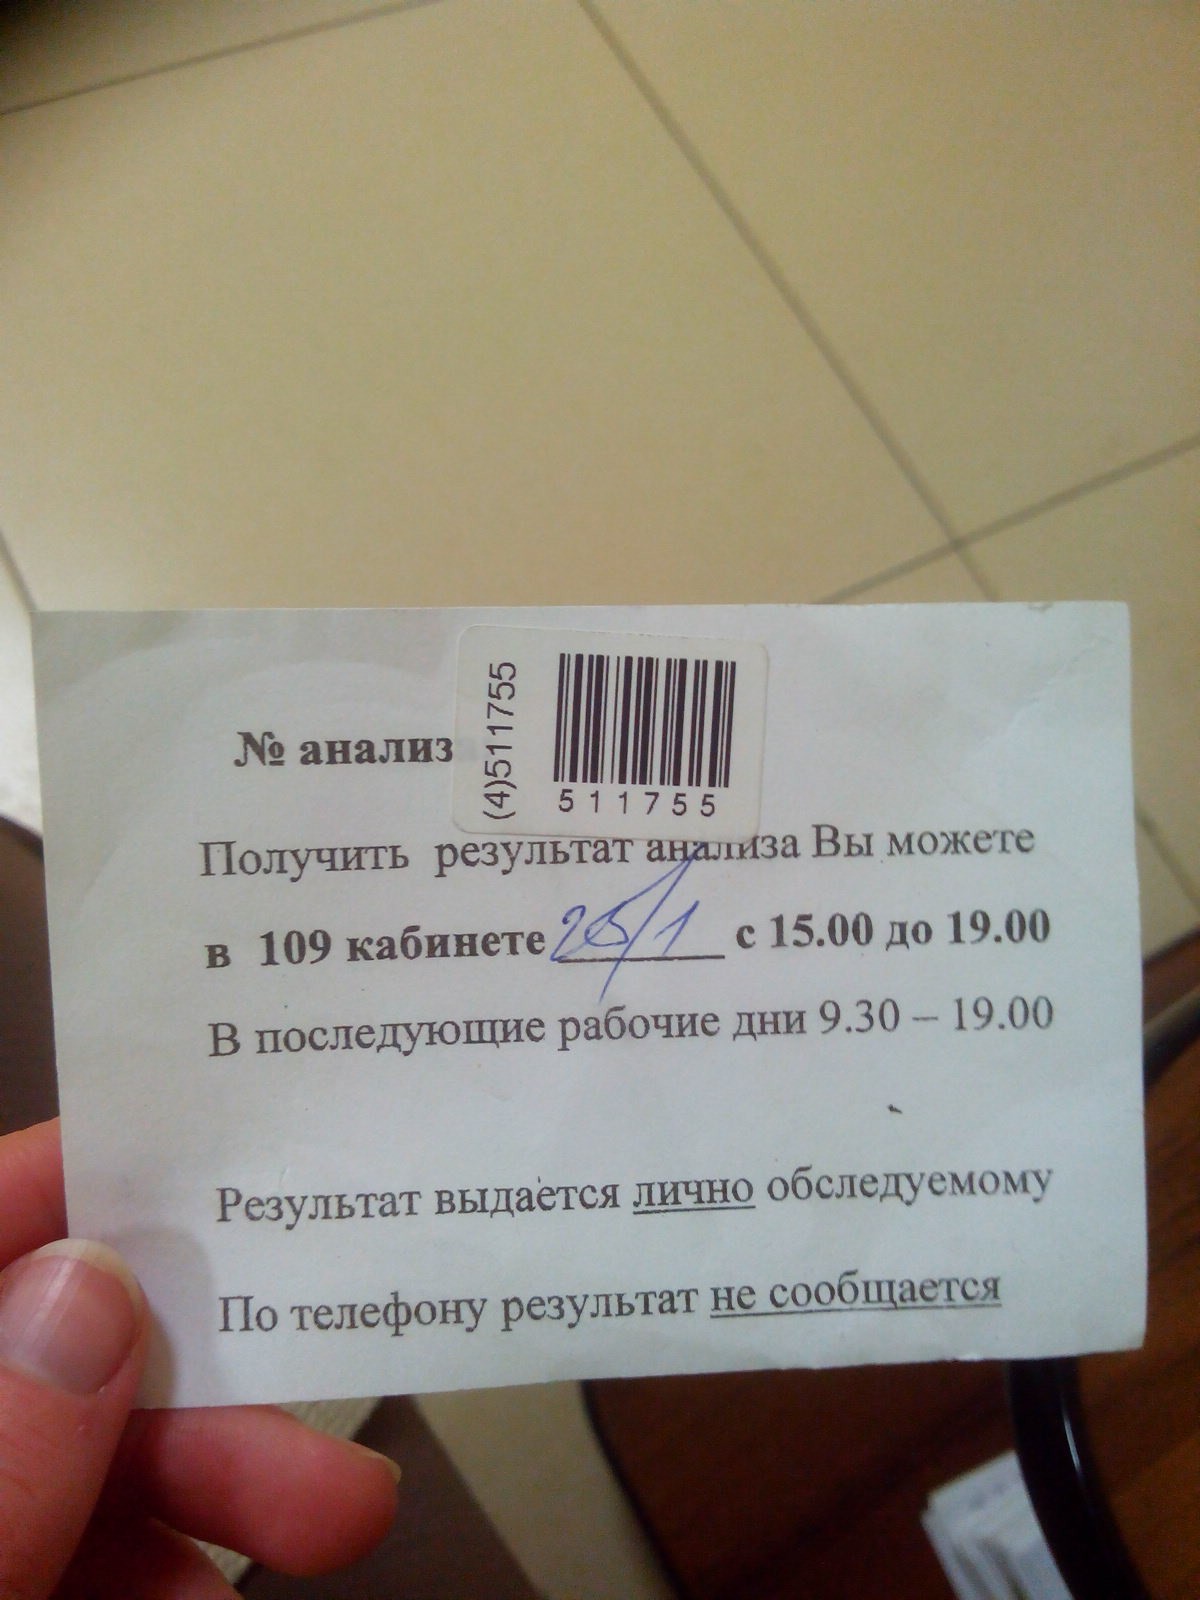 (4)511755
511755
№ анализ
Получить результат анализа Вы можете
в 109 кабинете 25/1 с 15.00 до 19.00
В последующие рабочие дни 9.30 – 19.00
Результат выдается лично обследуемому
По телефону результат не сообщается